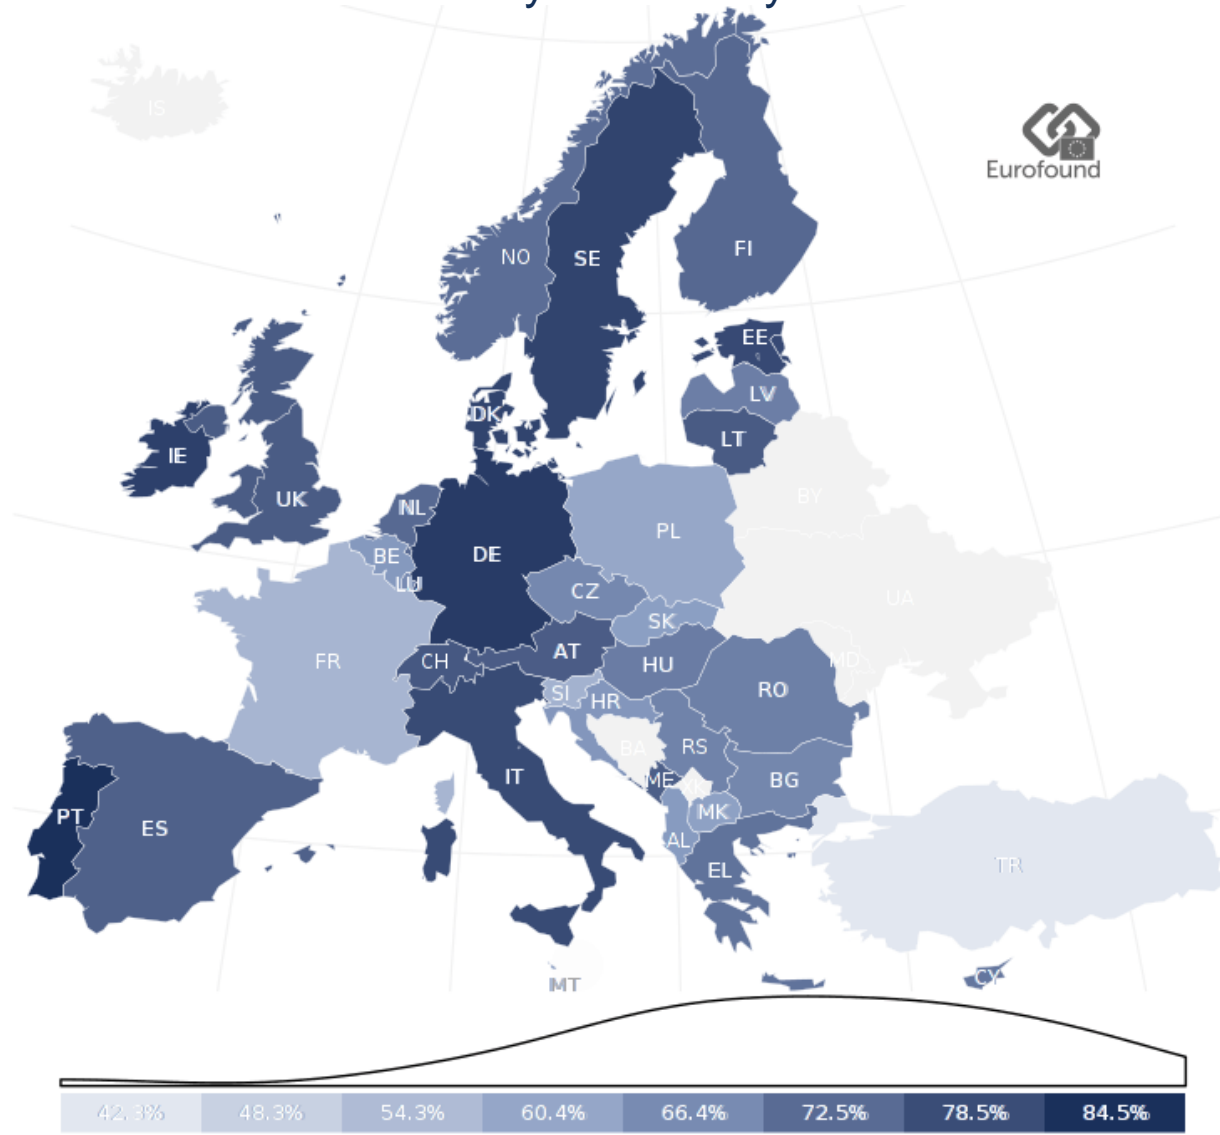 IS
Eurofound
NO
SE
FI
EE
LV
DK
LT
IE
UK
NL
BY
PL
BE
DE
LU
CZ
UA
SK
FR
CH
AT
HU
MD
SI
HR
RO
BA
RS
IT
ME
XK
BG
PT
ES
MK
AL
EL
TR
CY
MT
42.3% 48.3% 54.3% 60.4% 66.4% 72.5% 78.5% 84.5%